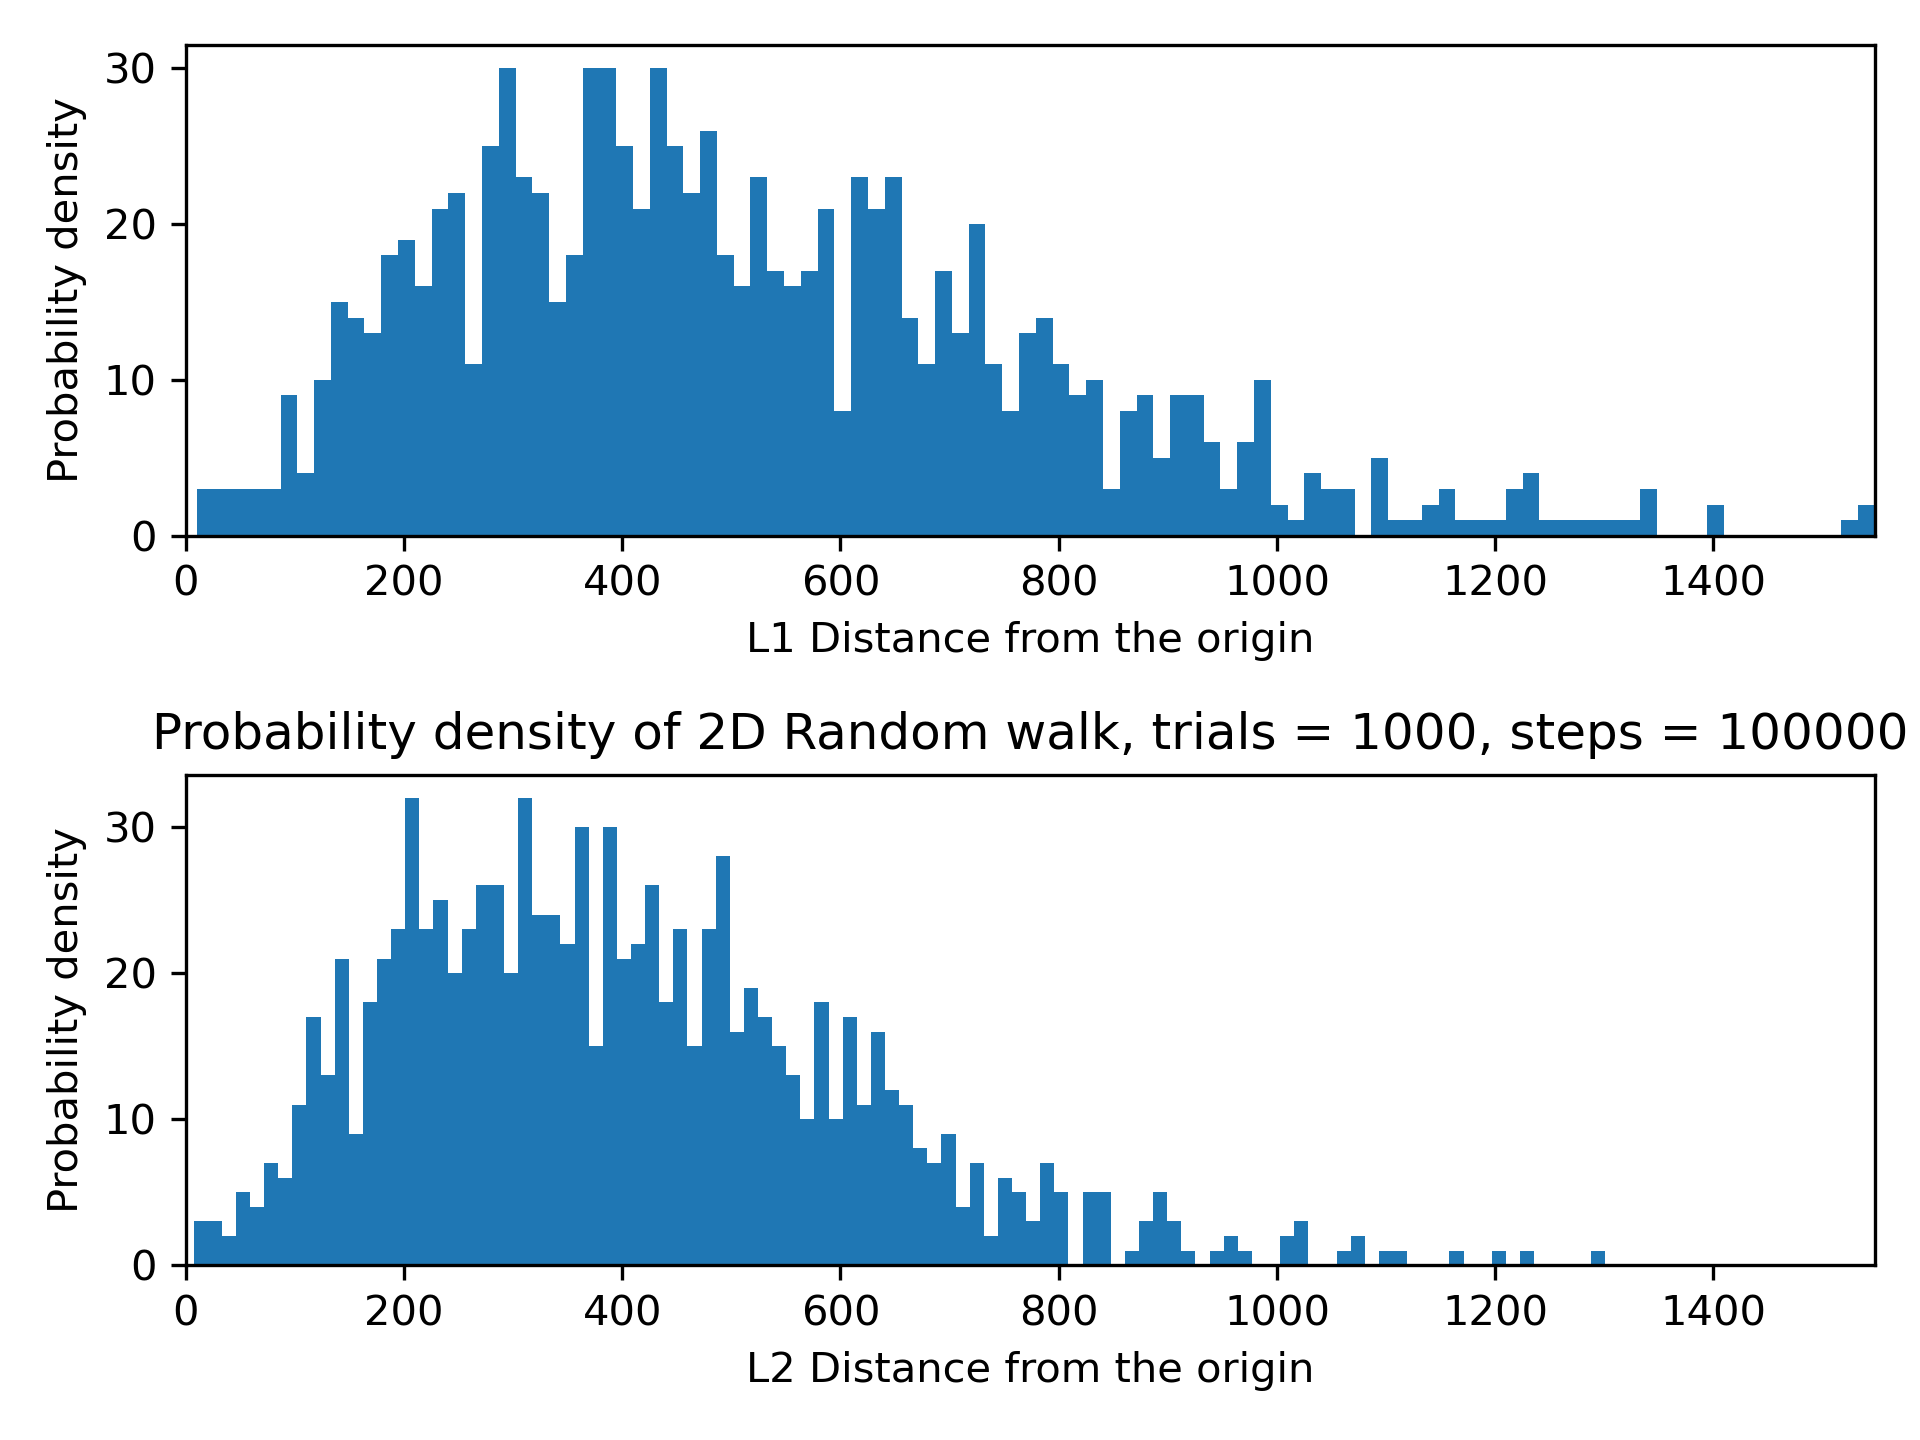 30
20
10
0
Probability density
0 200 400 600 800 1000 1200 1400
L1 Distance from the origin
Probability density of 2D Random walk, trials = 1000, steps = 100000
30
20
10
0
Probability density
0 200 400 600 800 1000 1200 1400
L2 Distance from the origin